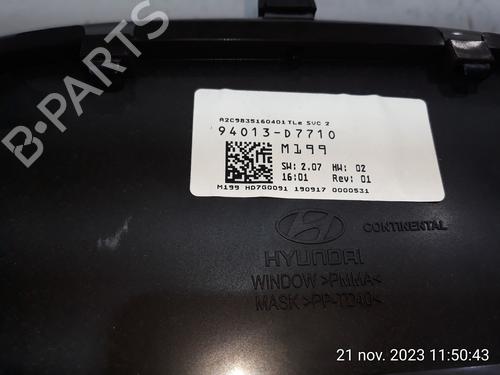 B-PARTS
A2C9835160401 TLe SVC 2
94013-D7710
M199
SW: 2.07 HW: 02
16:01 Rev: 01
M199 HD7G0091 190917 0000531
CONTINENTAL
HYUNDAI
WINDOW >PMMA<
MASK >PP-TD40<
21 nov. 2023 11:50:43